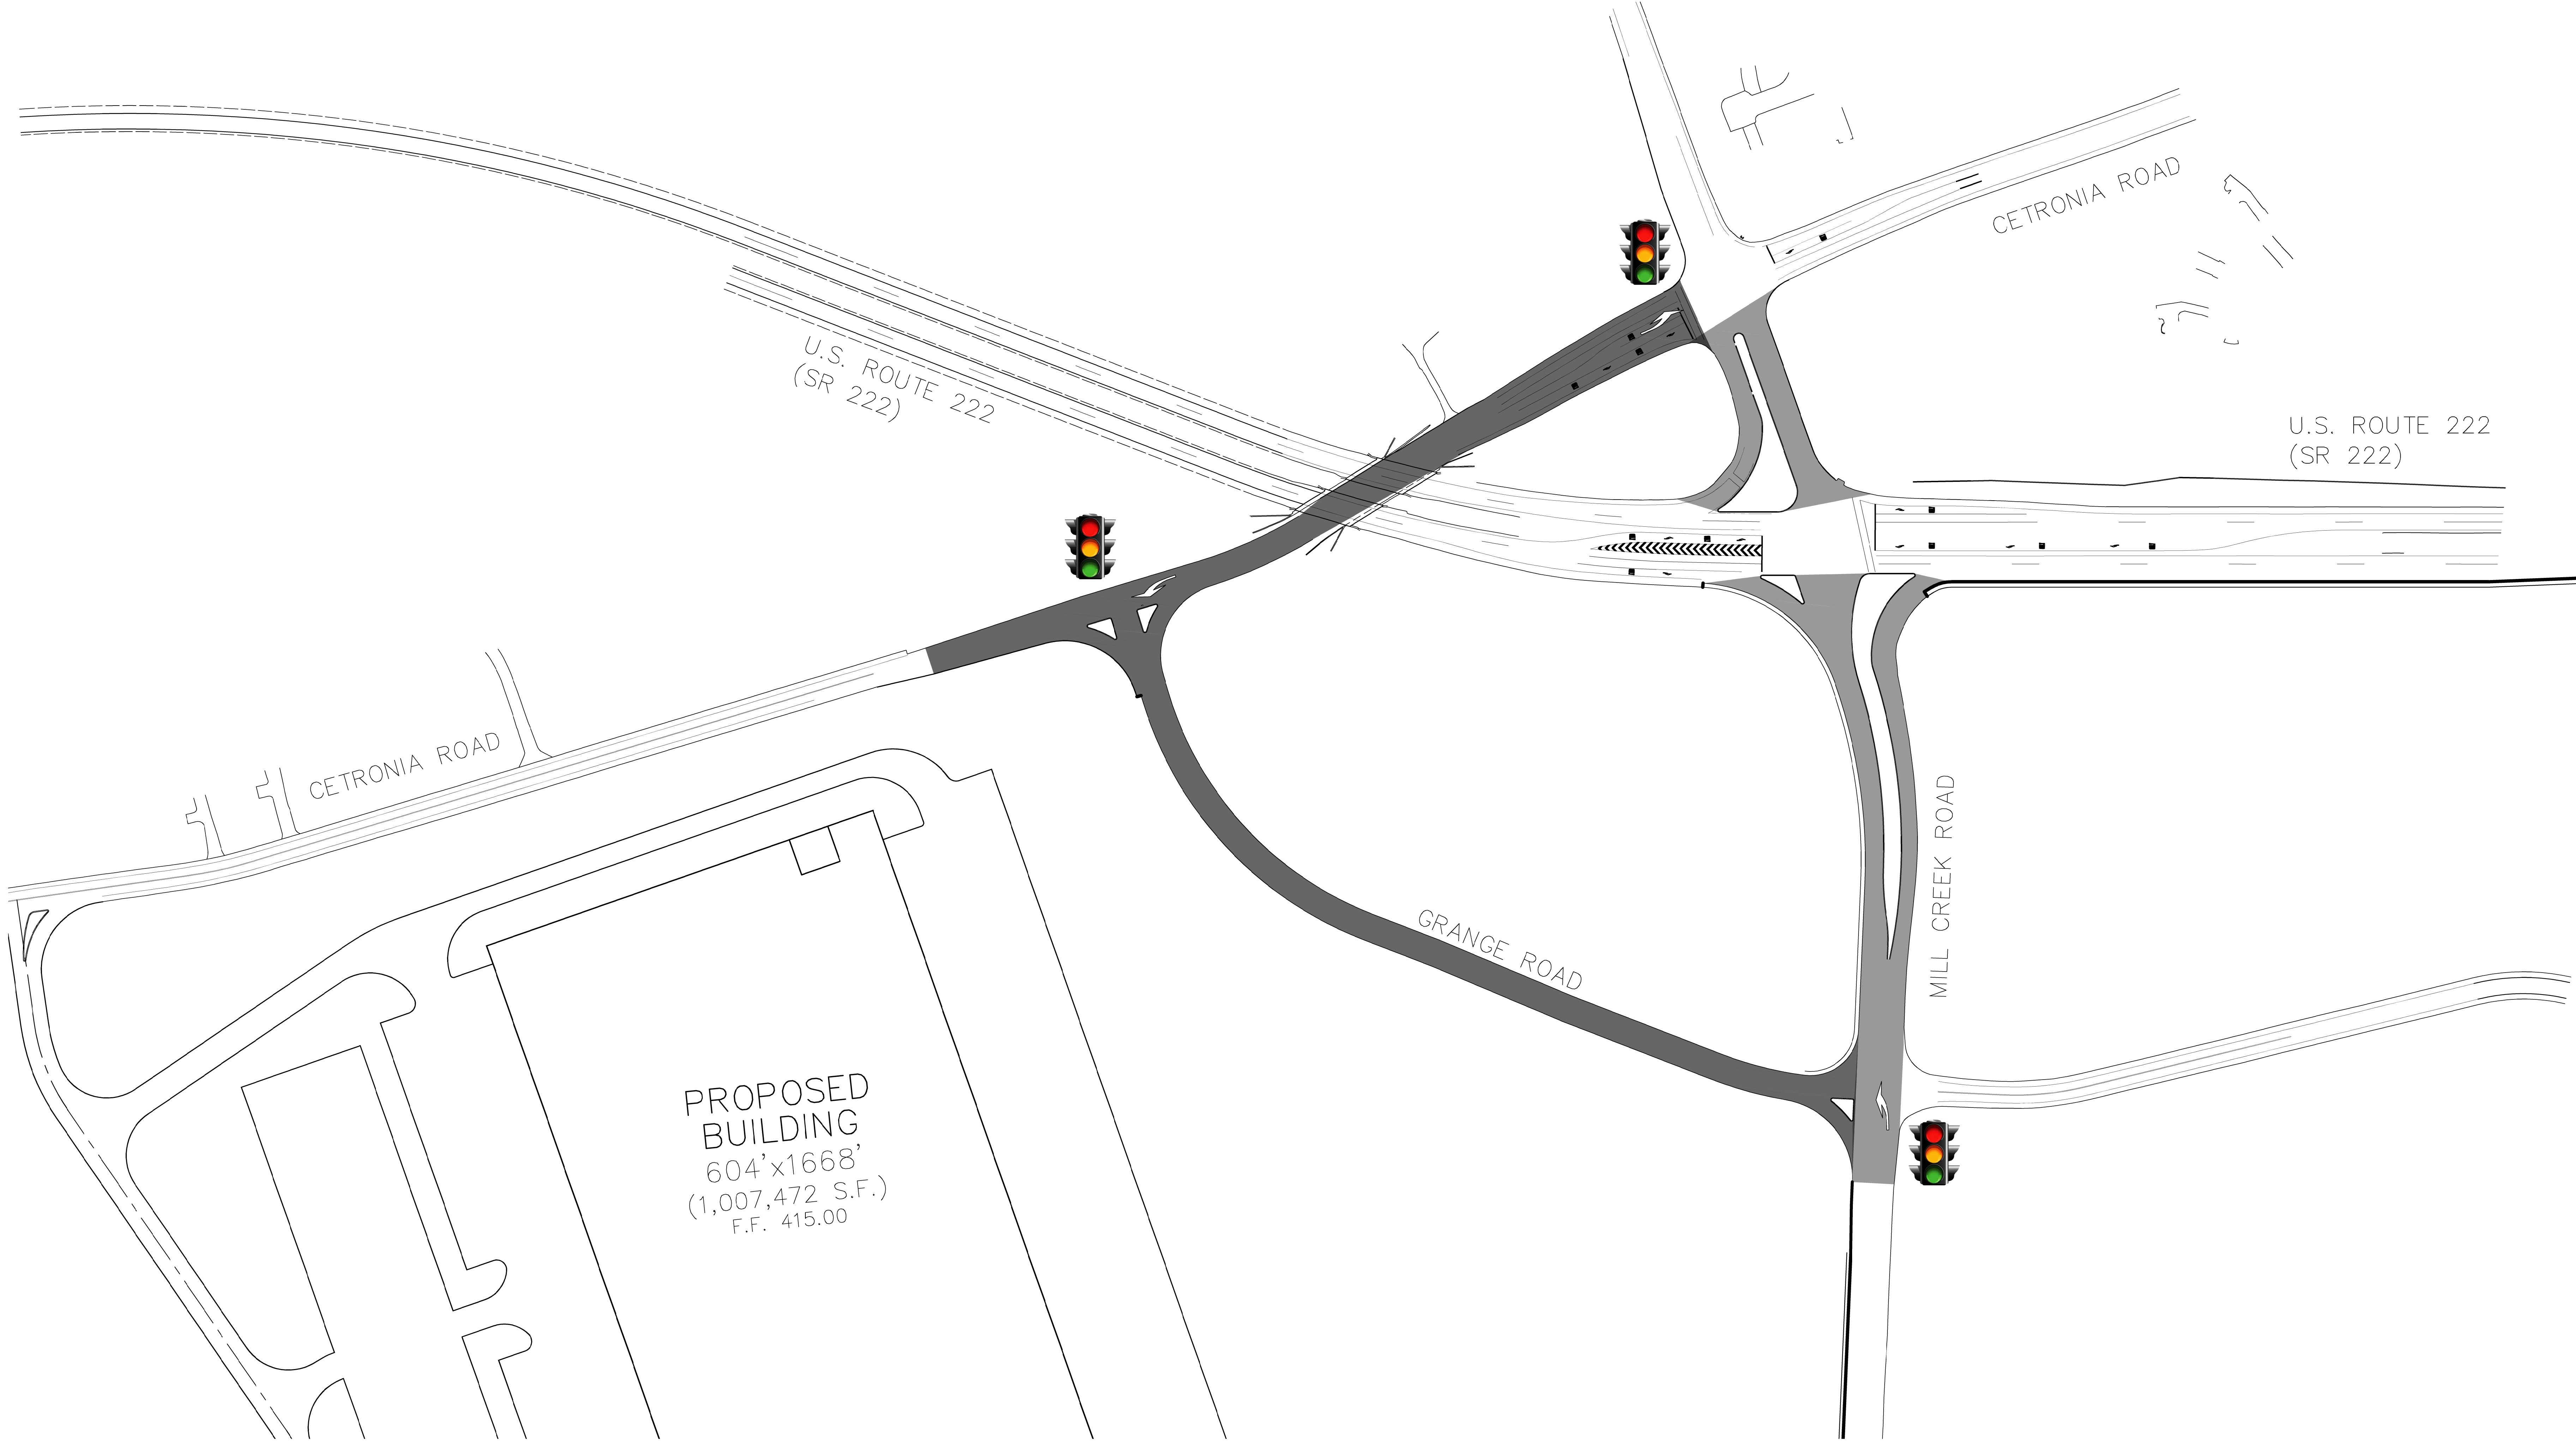 CETRONIA ROAD
U.S. ROUTE 222
(SR 222)
U.S. ROUTE 222
(SR 222)
CETRONIA ROAD
MILL CREEK ROAD
GRANGE ROAD
PROPOSED
BUILDING
604'x1668'
(1,007,472 S.F.)
F.F. 415.00